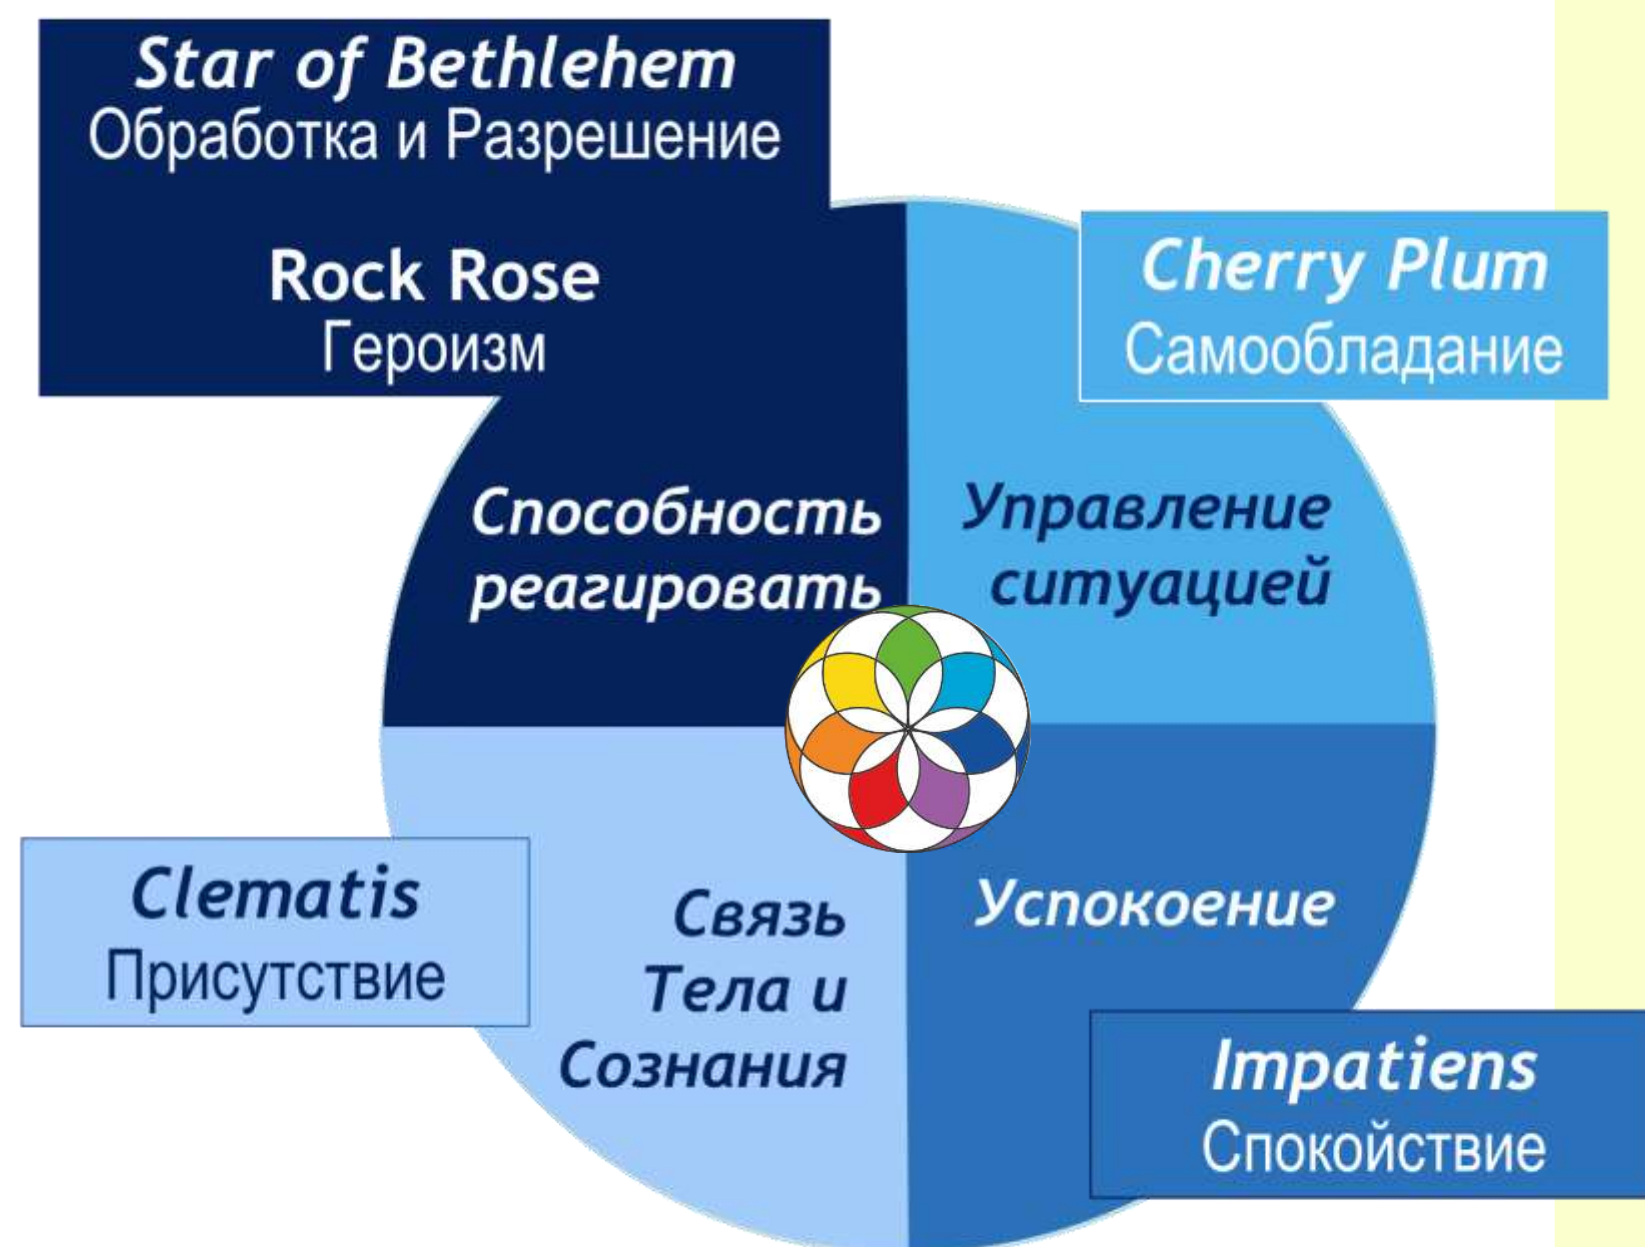 Star of Bethlehem
Обработка и Разрешение
Rock Rose
Героизм
Cherry Plum
Самообладание
Способность
реагировать
Управление
ситуацией
Clematis
Присутствие
Связь
Тела и
Сознания
Успокоение
Impatiens
Спокойствие